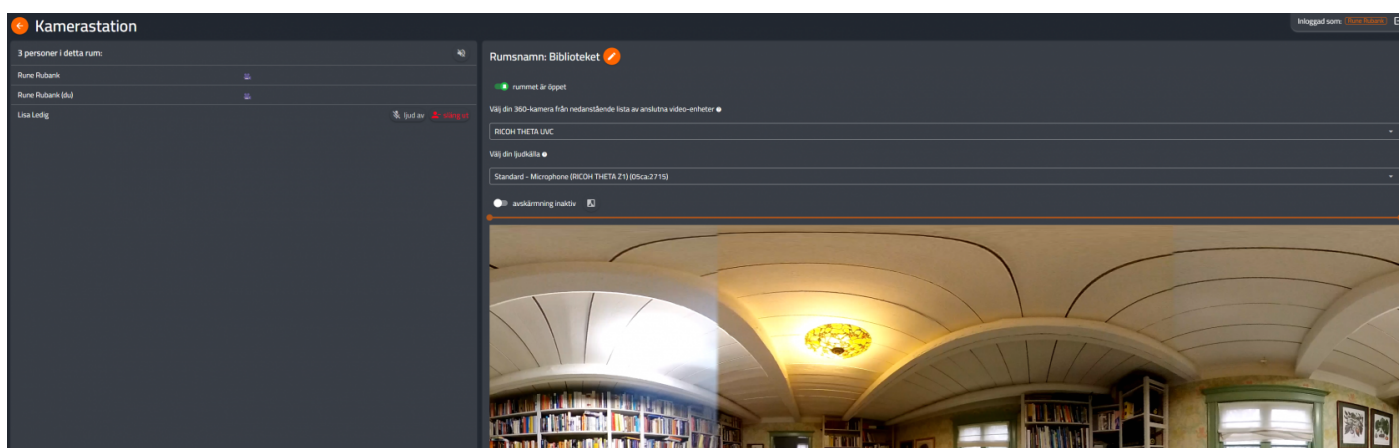 Kamerastation
Inloggad som: Rune Rubank
3 personer i detta rum:
Rune Rubank
Rune Rubank (du)
Lisa Ledig
ljud av
släng ut
Rumsnamn: Biblioteket
rummet är öppet
Välj din 360-kamera från nedanstående lista av anslutna video-enheter
RICOH THETA UVC
Välj din ljudkälla
Standard - Microphone (RICOH THETA Z1) (05ca:2715)
avskärmning inaktiv